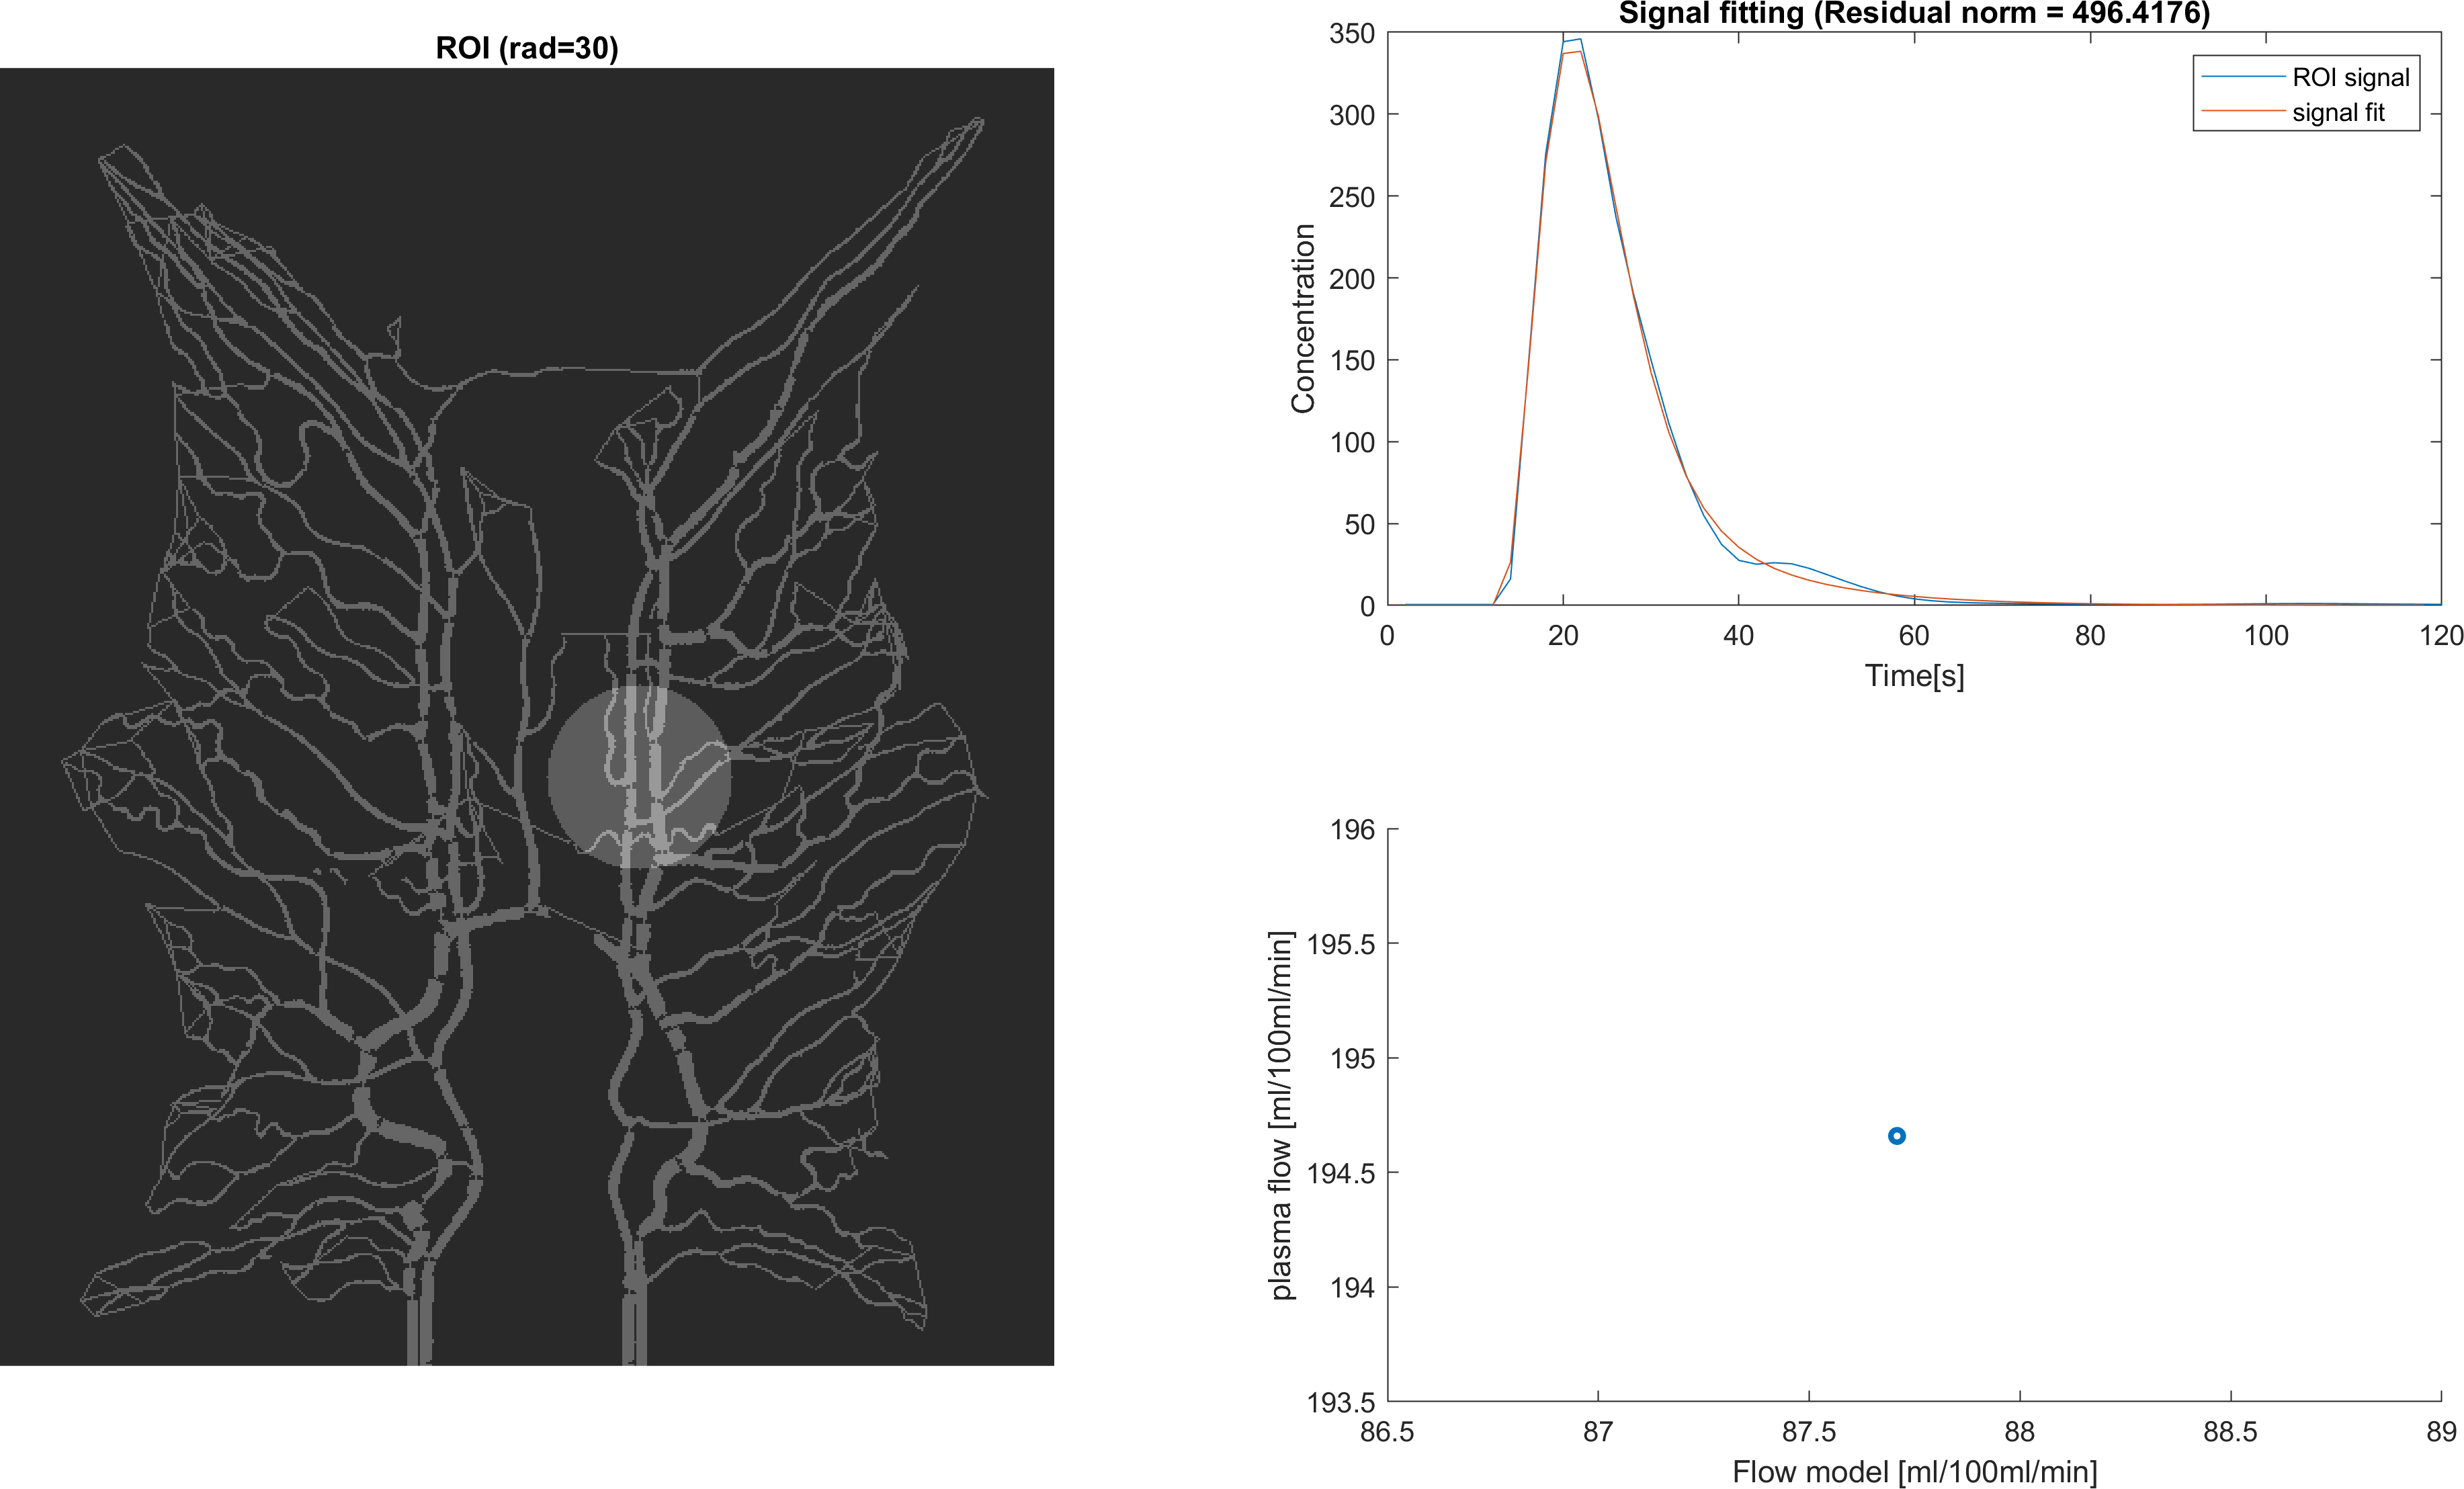 ROI (rad=30)
Signal fitting (Residual norm = 496.4176)
350
300
250
200
150
100
50
0
Concentration
ROI signal
signal fit
0 20 40 60 80 100 120
Time[s]
196
195.5
195
194.5
194
193.5
plasma flow [ml/100ml/min]
86.5 87 87.5 88 88.5 89
Flow model [ml/100ml/min]